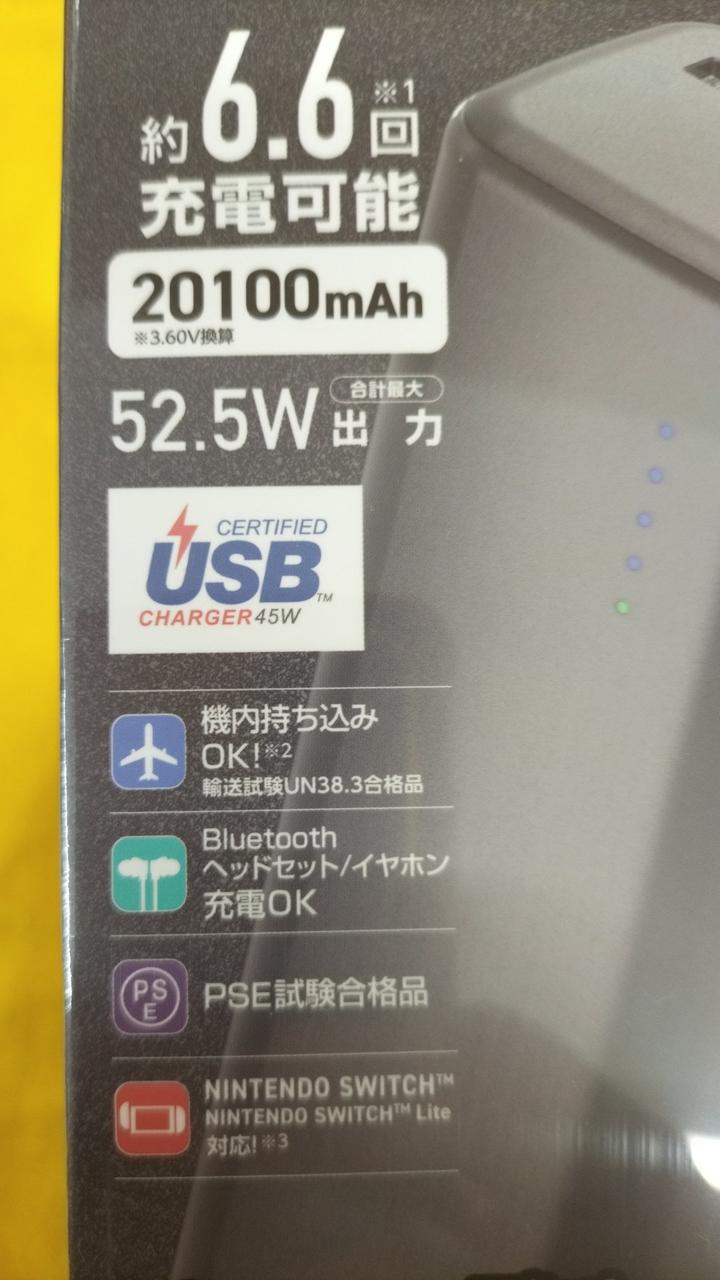 約6.6回※1
充電可能
20100mAh
※3.60V換算
52.5W 合計最大 出力
CERTIFIED
USB™
CHARGER 45W
機内持ち込み
OK!※2
輸送試験UN38.3合格品
Bluetooth
ヘッドセット/イヤホン
充電OK
PS
E
PSE試験合格品
NINTENDO SWITCH™
NINTENDO SWITCH™ Lite
対応!※3